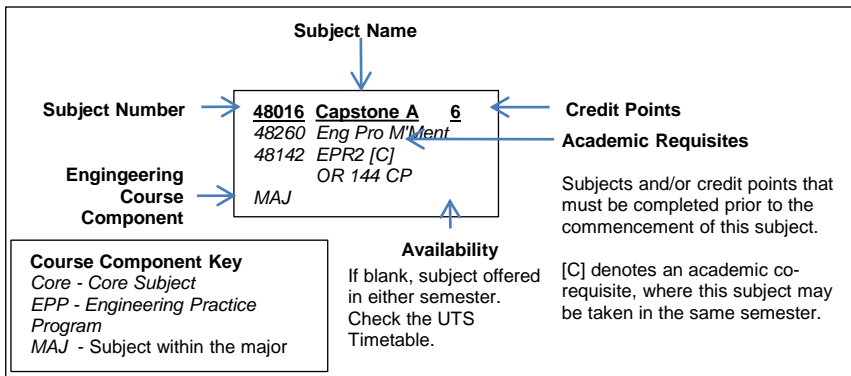 Subject Name
Subject Number
48016 Capstone A 6
48260 Eng Pro M'Ment
48142 EPR2 [C]
OR 144 CP
MAJ
Credit Points
Academic Requisites
Subjects and/or credit points that
must be completed prior to the
commencement of this subject.
[C] denotes an academic co-
requisite, where this subject may
be taken in the same semester.
Engingeering
Course
Component
Availability
If blank, subject offered
in either semester.
Check the UTS
Timetable.
Course Component Key
Core - Core Subject
EPP - Engineering Practice
Program
MAJ - Subject within the major